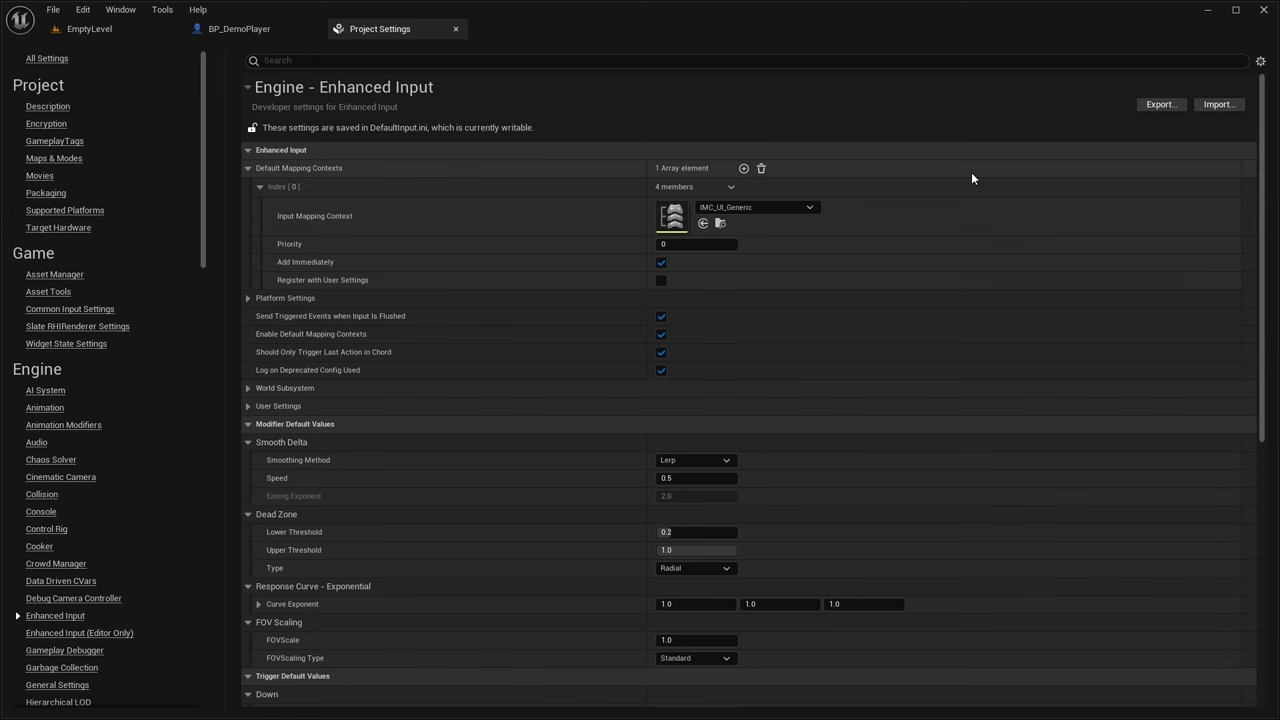 File Edit Window Tools Help
EmptyLevel BP_DemoPlayer Project Settings
All Settings
Project
Description
Encryption
GameplayTags
Maps & Modes
Movies
Packaging
Supported Platforms
Target Hardware
Game
Asset Manager
Asset Tools
Common Input Settings
Slate RHIRenderer Settings
Widget State Settings
Engine
AI System
Animation
Animation Modifiers
Audio
Chaos Solver
Cinematic Camera
Collision
Console
Control Rig
Cooker
Crowd Manager
Data Driven CVars
Debug Camera Controller
Enhanced Input
Enhanced Input (Editor Only)
Gameplay Debugger
Garbage Collection
General Settings
Hierarchical LOD
Search
Engine - Enhanced Input
Developer settings for Enhanced Input
Export... Import...
These settings are saved in DefaultInput.ini, which is currently writable.
Enhanced Input
Default Mapping Contexts 1 Array element
Index [ 0 ] 4 members
Input Mapping Context IMC_UI_Generic
Priority 0
Add Immediately
Register with User Settings
Platform Settings
Send Triggered Events when Input Is Flushed
Enable Default Mapping Contexts
Should Only Trigger Last Action in Chord
Log on Deprecated Config Used
World Subsystem
User Settings
Modifier Default Values
Smooth Delta
Smoothing Method Lerp
Speed 0.5
Easing Exponent 2.0
Dead Zone
Lower Threshold 0.2
Upper Threshold 1.0
Type Radial
Response Curve - Exponential
Curve Exponent 1.0 1.0 1.0
FOV Scaling
FOVScale 1.0
FOVScaling Type Standard
Trigger Default Values
Down